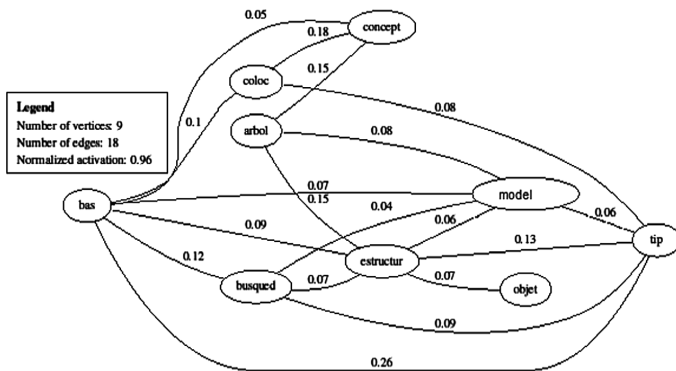 0.05
concept
0.18
coloc
0.15
Legend
Number of vertices: 9
Number of edges: 18
Normalized activation: 0.96
0.1
0.08
arbol
0.08
0.07
model
bas
0.15
0.04
0.06
0.06
0.09
tip
0.13
0.12
estructur
busqued
0.07
0.07
objet
0.09
0.26